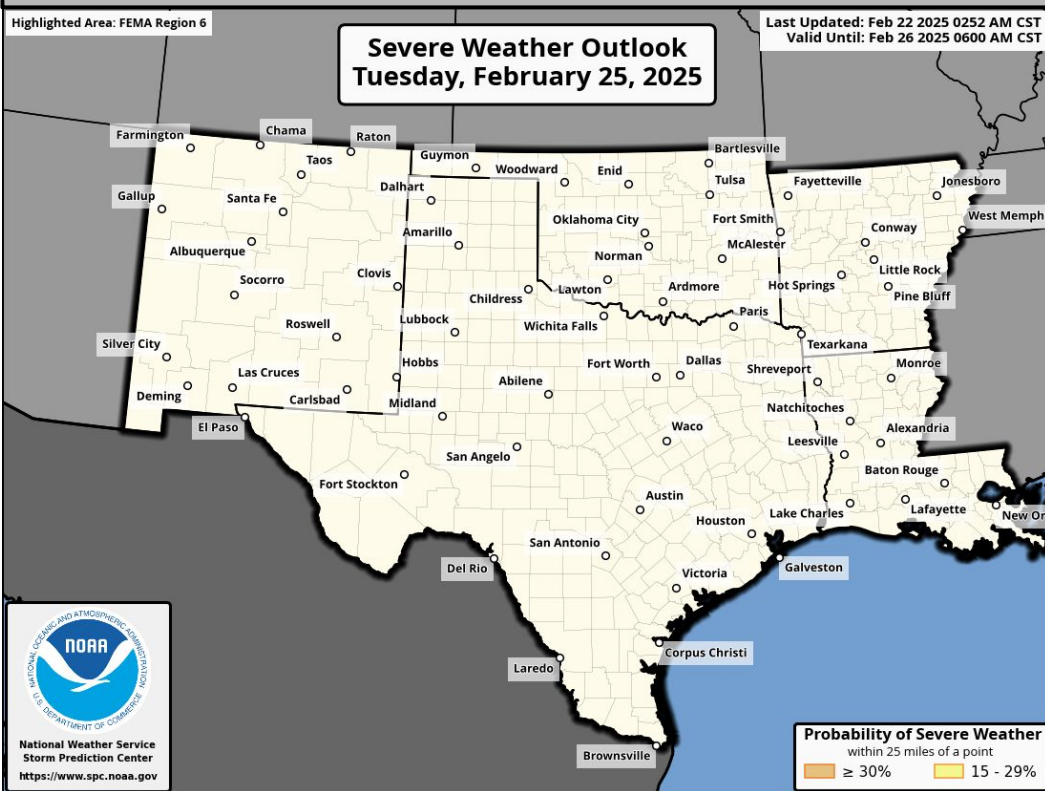 Highlighted Area: FEMA Region 6
Last Updated: Feb 22 2025 0252 AM CST
Valid Until: Feb 26 2025 0600 AM CST
Severe Weather Outlook
Tuesday, February 25, 2025
Farmington
Chama
Raton
Taos
Guymon
Woodward
Enid
Bartlesville
Tulsa
Fayetteville
Jonesboro
Gallup
Santa Fe
Dalhart
Oklahoma City
Fort Smith
West Memph
Albuquerque
Amarillo
Norman
McAlester
Conway
Socorro
Clovis
Childress
Lawton
Ardmore
Hot Springs
Little Rock
Pine Bluff
Roswell
Lubbock
Wichita Falls
Paris
Texarkana
Silver City
Las Cruces
Hobbs
Fort Worth
Dallas
Shreveport
Monroe
Deming
Carlsbad
Midland
Abilene
Natchitoches
El Paso
San Angelo
Waco
Leesville
Alexandria
Fort Stockton
Austin
Baton Rouge
Houston
Lake Charles
Lafayette
New Or
Del Rio
San Antonio
Galveston
Victoria
Laredo
Corpus Christi
Brownsville
NATIONAL OCEANIC AND ATMOSPHERIC ADMINISTRATION
NOAA
U.S. DEPARTMENT OF COMMERCE
National Weather Service
Storm Prediction Center
https://www.spc.noaa.gov
Probability of Severe Weather
within 25 miles of a point
≥ 30%
15 - 29%